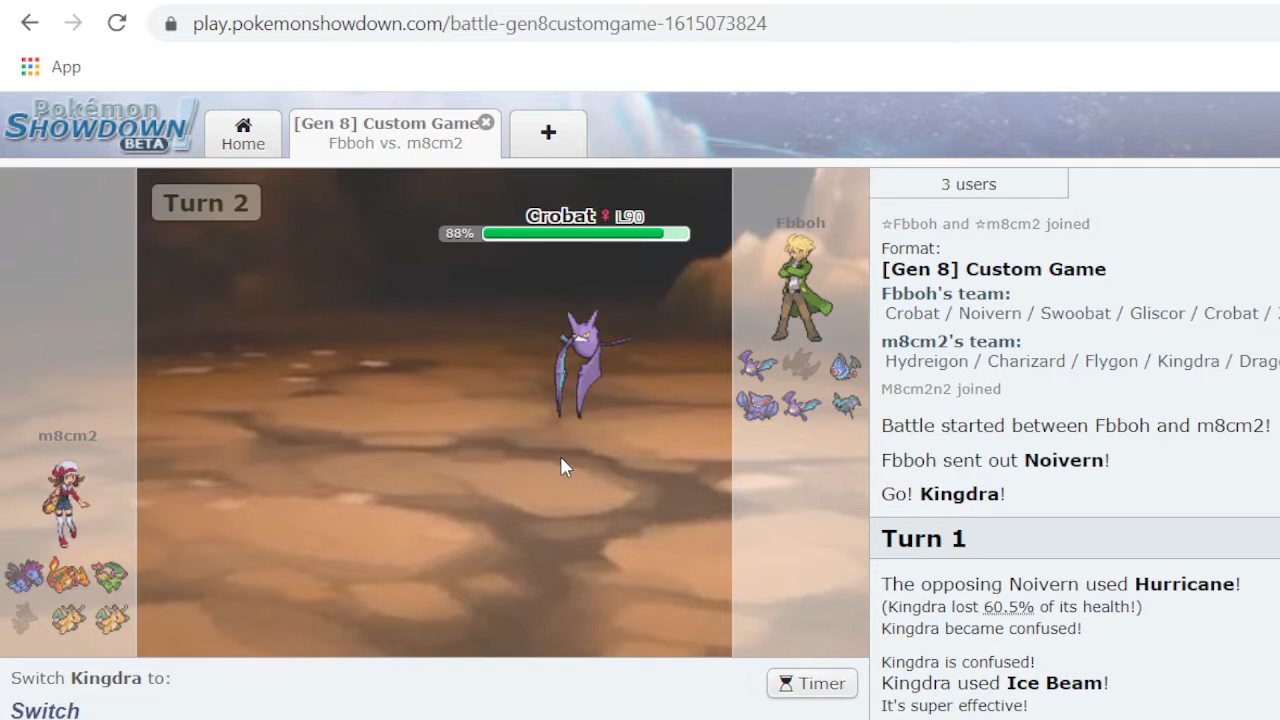 play.pokemonshowdown.com/battle-gen8customgame-1615073824
App
Pokémon
SHOWDOWN!
BETA
Home
[Gen 8] Custom Game
Fbboh vs. m8cm2
+
Turn 2
Crobat ♀ L90
88%
Fbboh
m8cm2
Switch Kingdra to:
Timer
Switch
3 users
☆Fbboh and ☆m8cm2 joined
Format:
[Gen 8] Custom Game
Fbboh's team:
Crobat / Noivern / Swoobat / Gliscor / Crobat /
m8cm2's team:
Hydreigon / Charizard / Flygon / Kingdra / Drag
M8cm2n2 joined
Battle started between Fbboh and m8cm2!
Fbboh sent out Noivern!
Go! Kingdra!
Turn 1
The opposing Noivern used Hurricane!
(Kingdra lost 60.5% of its health!)
Kingdra became confused!
Kingdra is confused!
Kingdra used Ice Beam!
It's super effective!